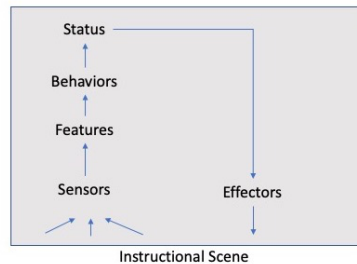 Status
Behaviors
Features
Sensors
Effectors
Instructional Scene